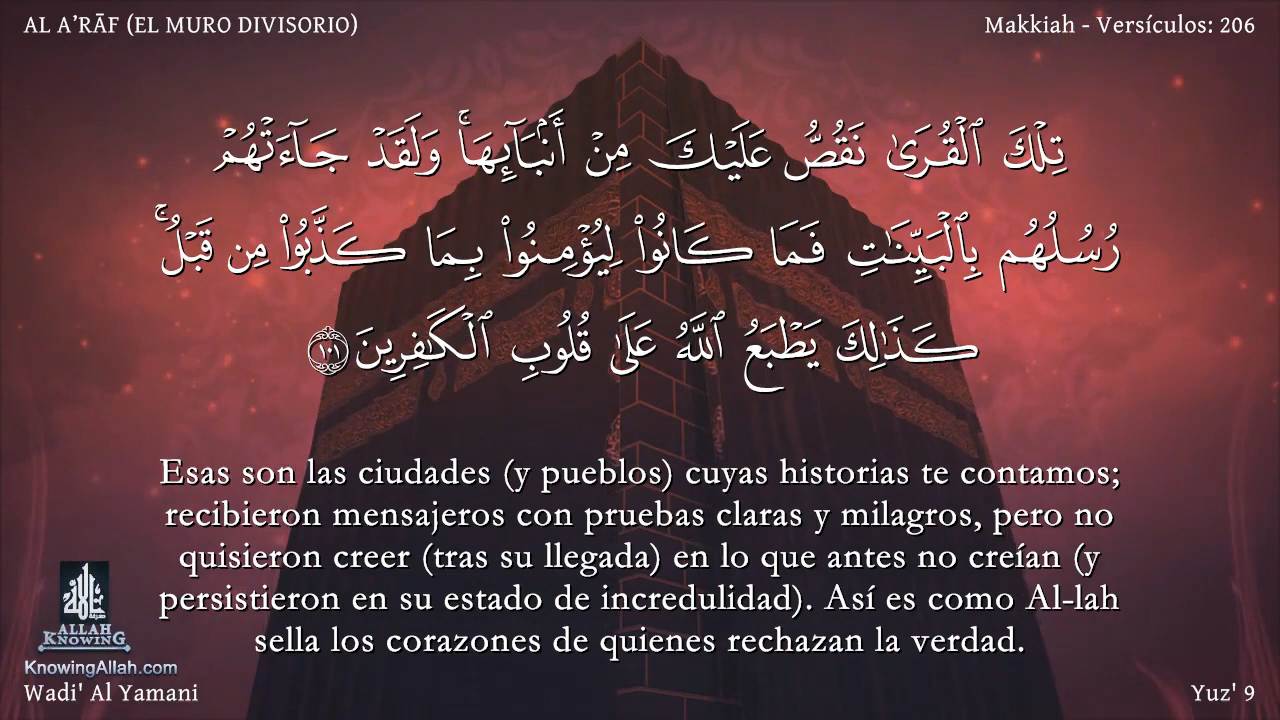 AL A’RĀF (EL MURO DIVISORIO)
Makkiah - Versículos: 206
تِلْكَ ٱلْقُرَىٰ نَقُصُّ عَلَيْكَ مِنْ أَنۢبَآئِهَا ۚ وَلَقَدْ جَآءَتْهُمْ
رُسُلُهُم بِٱلْبَيِّنَـٰتِ فَمَا كَانُوا۟ لِيُؤْمِنُوا۟ بِمَا كَذَّبُوا۟ مِن قَبْلُ ۚ
كَذَٰلِكَ يَطْبَعُ ٱللَّهُ عَلَىٰ قُلُوبِ ٱلْكَـٰفِرِينَ ١٠١
Esas son las ciudades (y pueblos) cuyas historias te contamos;
recibieron mensajeros con pruebas claras y milagros, pero no
quisieron creer (tras su llegada) en lo que antes no creían (y
persistieron en su estado de incredulidad). Así es como Al-lah
sella los corazones de quienes rechazan la verdad.
ALLAH
KNOWING
KnowingAllah.com
Wadi' Al Yamani
Yuz' 9